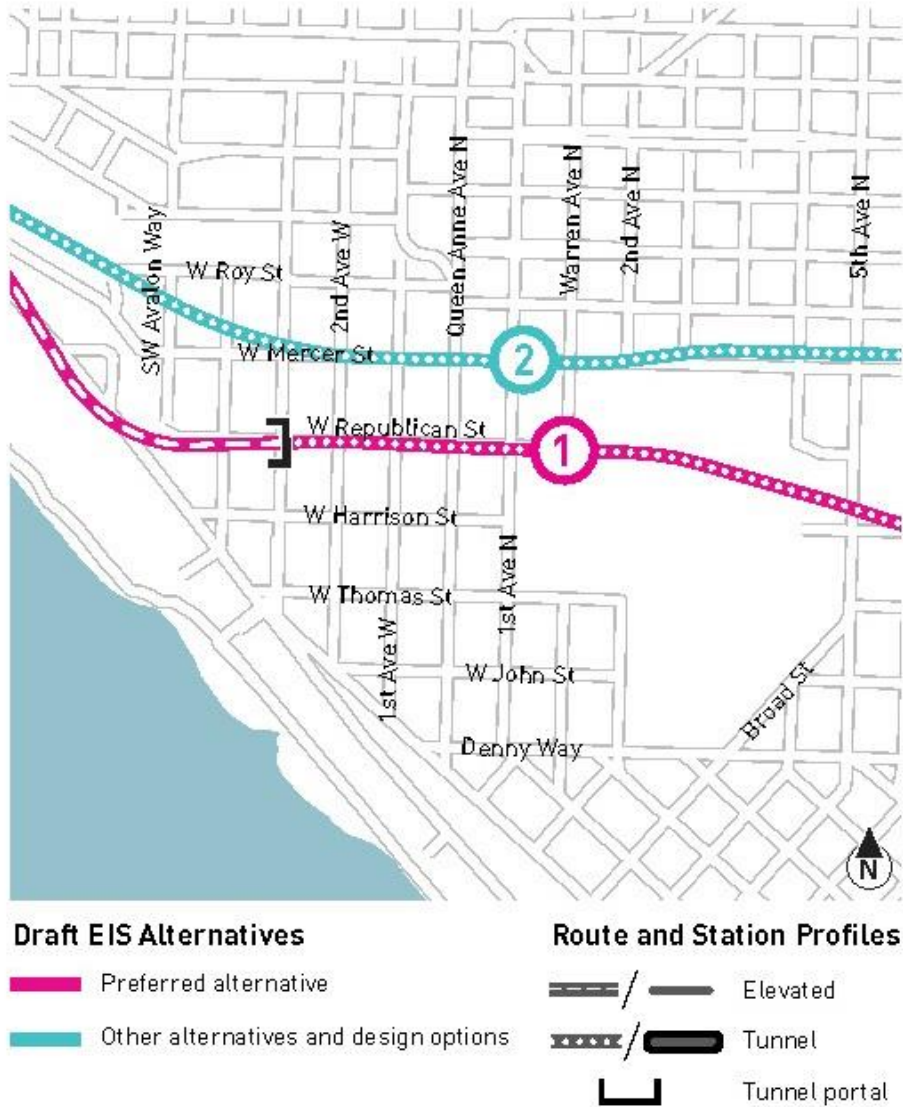 Queen Anne Ave N
Warren Ave N
2nd Ave N
5th Ave N
SW Avalon Way
W Roy St
2nd Ave W
W Mercer St
2
W Republican St
1
W Harrison St
1st Ave N
W Thomas St
1st Ave W
W John St
Broad St
Denny Way
N
Draft EIS Alternatives
Preferred alternative
Other alternatives and design options
Route and Station Profiles
/ Elevated
/ Tunnel
Tunnel portal